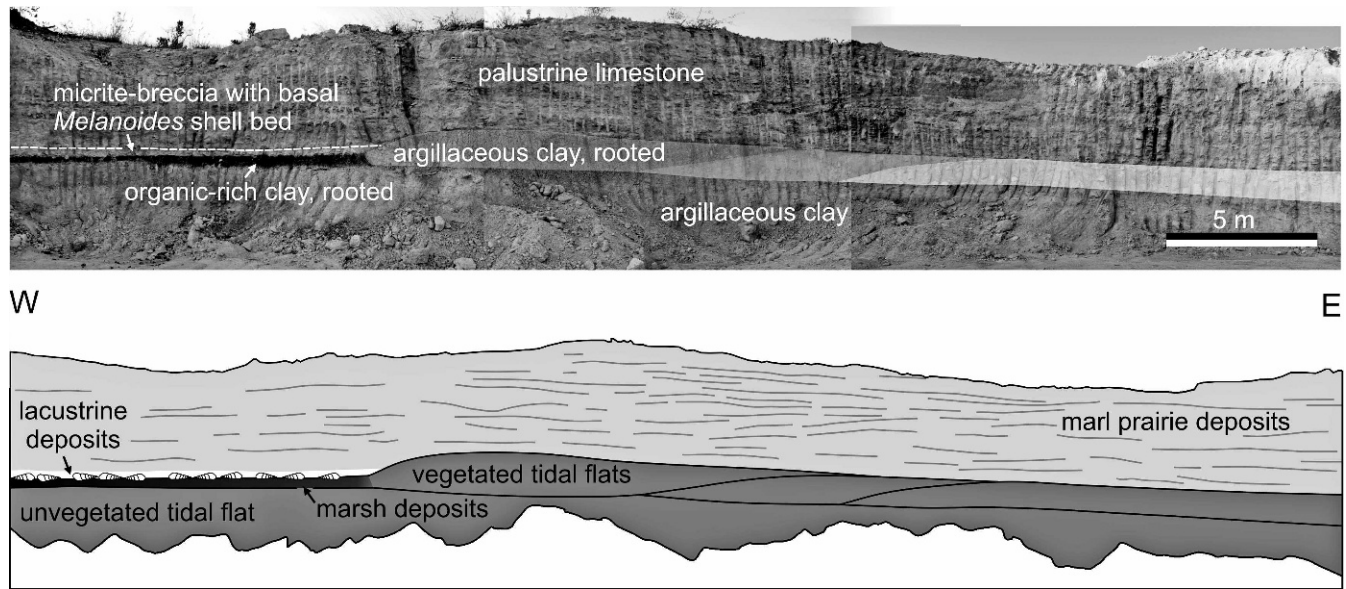 palustrine limestone
micrite-breccia with basal
Melanoides shell bed
argillaceous clay, rooted
organic-rich clay, rooted
argillaceous clay
5 m
W
E
lacustrine
deposits
marl prairie deposits
vegetated tidal flats
unvegetated tidal flat
marsh deposits